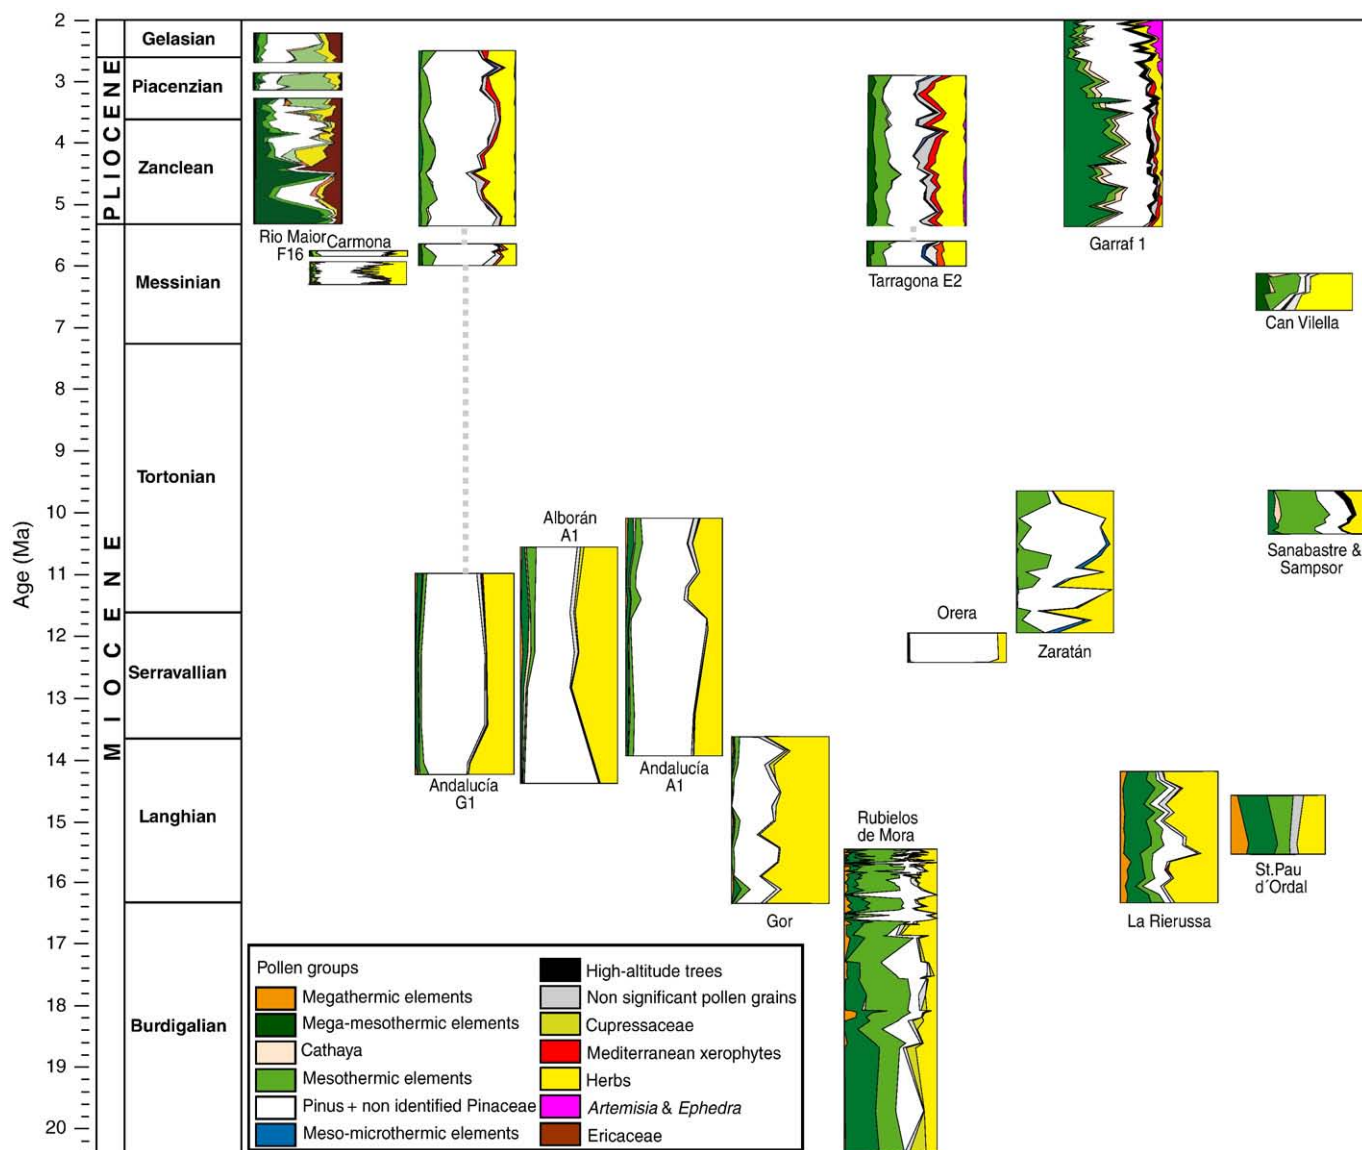 2
3
4
5
6
7
8
9
10
11
12
13
14
15
16
17
18
19
20
Age (Ma)
PLIOCENE
MIOCENE
Gelasian
Piacenzian
Zanclean
Messinian
Tortonian
Serravallian
Langhian
Burdigalian
Rio Maior
F16
Carmona
Tarragona E2
Garraf 1
Can Vilella
Alborán
A1
Andalucía
G1
Andalucía
A1
Orera
Zaratán
Sanabastre &
Sampsor
Gor
Rubielos
de Mora
La Rierussa
St.Pau
d´Ordal
Pollen groups
Megathermic elements
Mega-mesothermic elements
Cathaya
Mesothermic elements
Pinus + non identified Pinaceae
Meso-microthermic elements
High-altitude trees
Non significant pollen grains
Cupressaceae
Mediterranean xerophytes
Herbs
Artemisia & Ephedra
Ericaceae